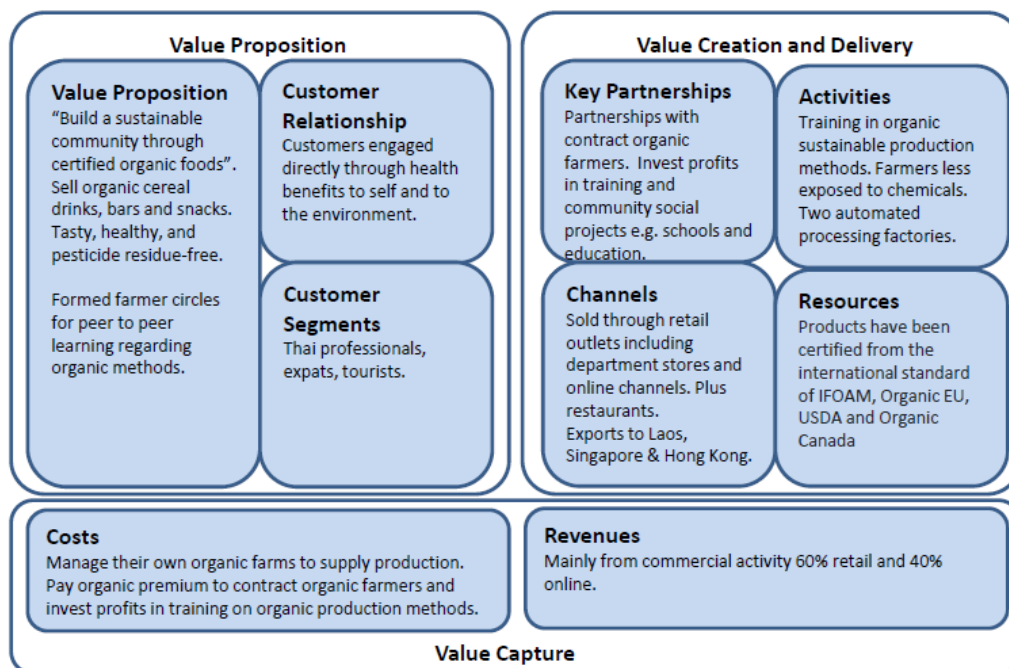 Value Proposition
Value Proposition
“Build a sustainable
community through
certified organic foods”.
Sell organic cereal
drinks, bars and snacks.
Tasty, healthy, and
pesticide residue-free.
Formed farmer circles
for peer to peer
learning regarding
organic methods.
Customer
Relationship
Customers engaged
directly through health
benefits to self and to
the environment.
Customer
Segments
Thai professionals,
expats, tourists.
Value Creation and Delivery
Key Partnerships
Partnerships with
contract organic
farmers. Invest profits
in training and
community social
projects e.g. schools and
education.
Activities
Training in organic
sustainable production
methods. Farmers less
exposed to chemicals.
Two automated
processing factories.
Channels
Sold through retail
outlets including
department stores and
online channels. Plus
restaurants.
Exports to Laos,
Singapore & Hong Kong.
Resources
Products have been
certified from the
international standard
of IFOAM, Organic EU,
USDA and Organic
Canada
Costs
Manage their own organic farms to supply production.
Pay organic premium to contract organic farmers and
invest profits in training on organic production methods.
Revenues
Mainly from commercial activity 60% retail and 40%
online.
Value Capture